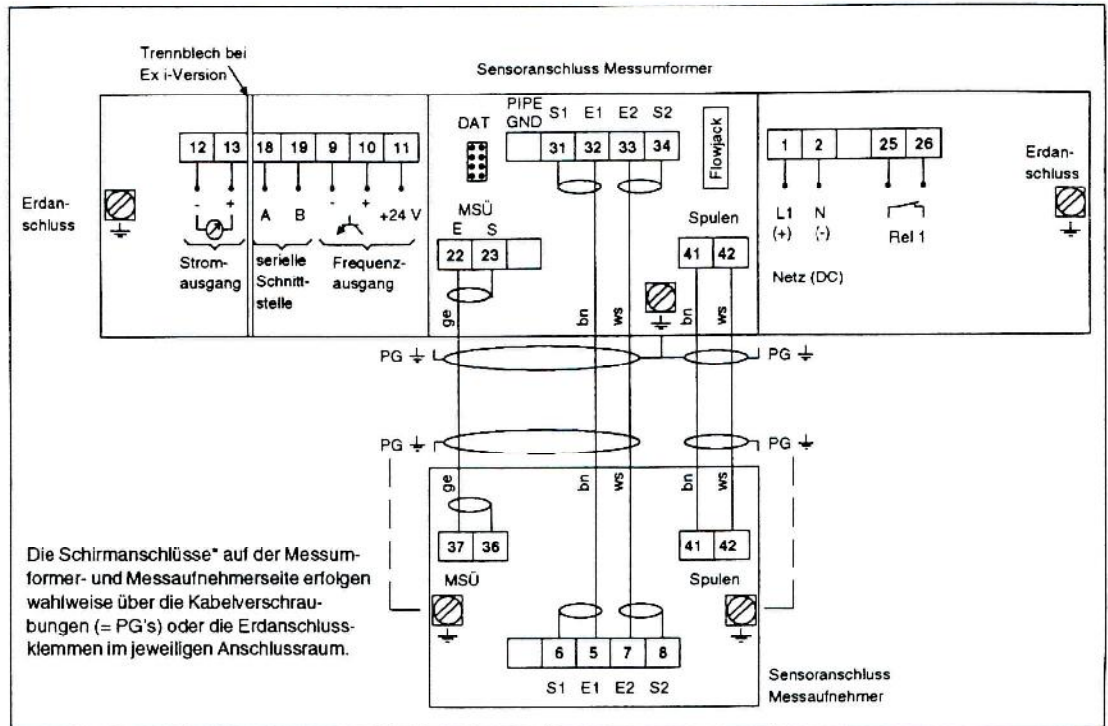 Trennblech bei
Ex i-Version
Sensoranschluss Messumformer
PIPE
GND
S1 E1 E2 S2
DAT
Flowjack
12 13 18 19 9 10 11
31 32 33 34
1 2 25 26
Erdan-
schluss
Erdan-
schluss
- + A B - + +24 V
MSÜ
E S
Spulen
L1 N
(+) (-)
Rel 1
22 23
41 42
Strom-
ausgang
serielle
Schnitt-
stelle
Frequenz-
ausgang
Netz (DC)
ge bn ws bn ws
PG PG
PG PG
ge bn ws bn ws
37 36
41 42
MSÜ
Spulen
Die Schirmanschlüsse* auf der Messum-
former- und Messaufnehmerseite erfolgen
wahlweise über die Kabelverschrau-
bungen (= PG's) oder die Erdanschluss-
klemmen im jeweiligen Anschlussraum.
6 5 7 8
S1 E1 E2 S2
Sensoranschluss
Messaufnehmer